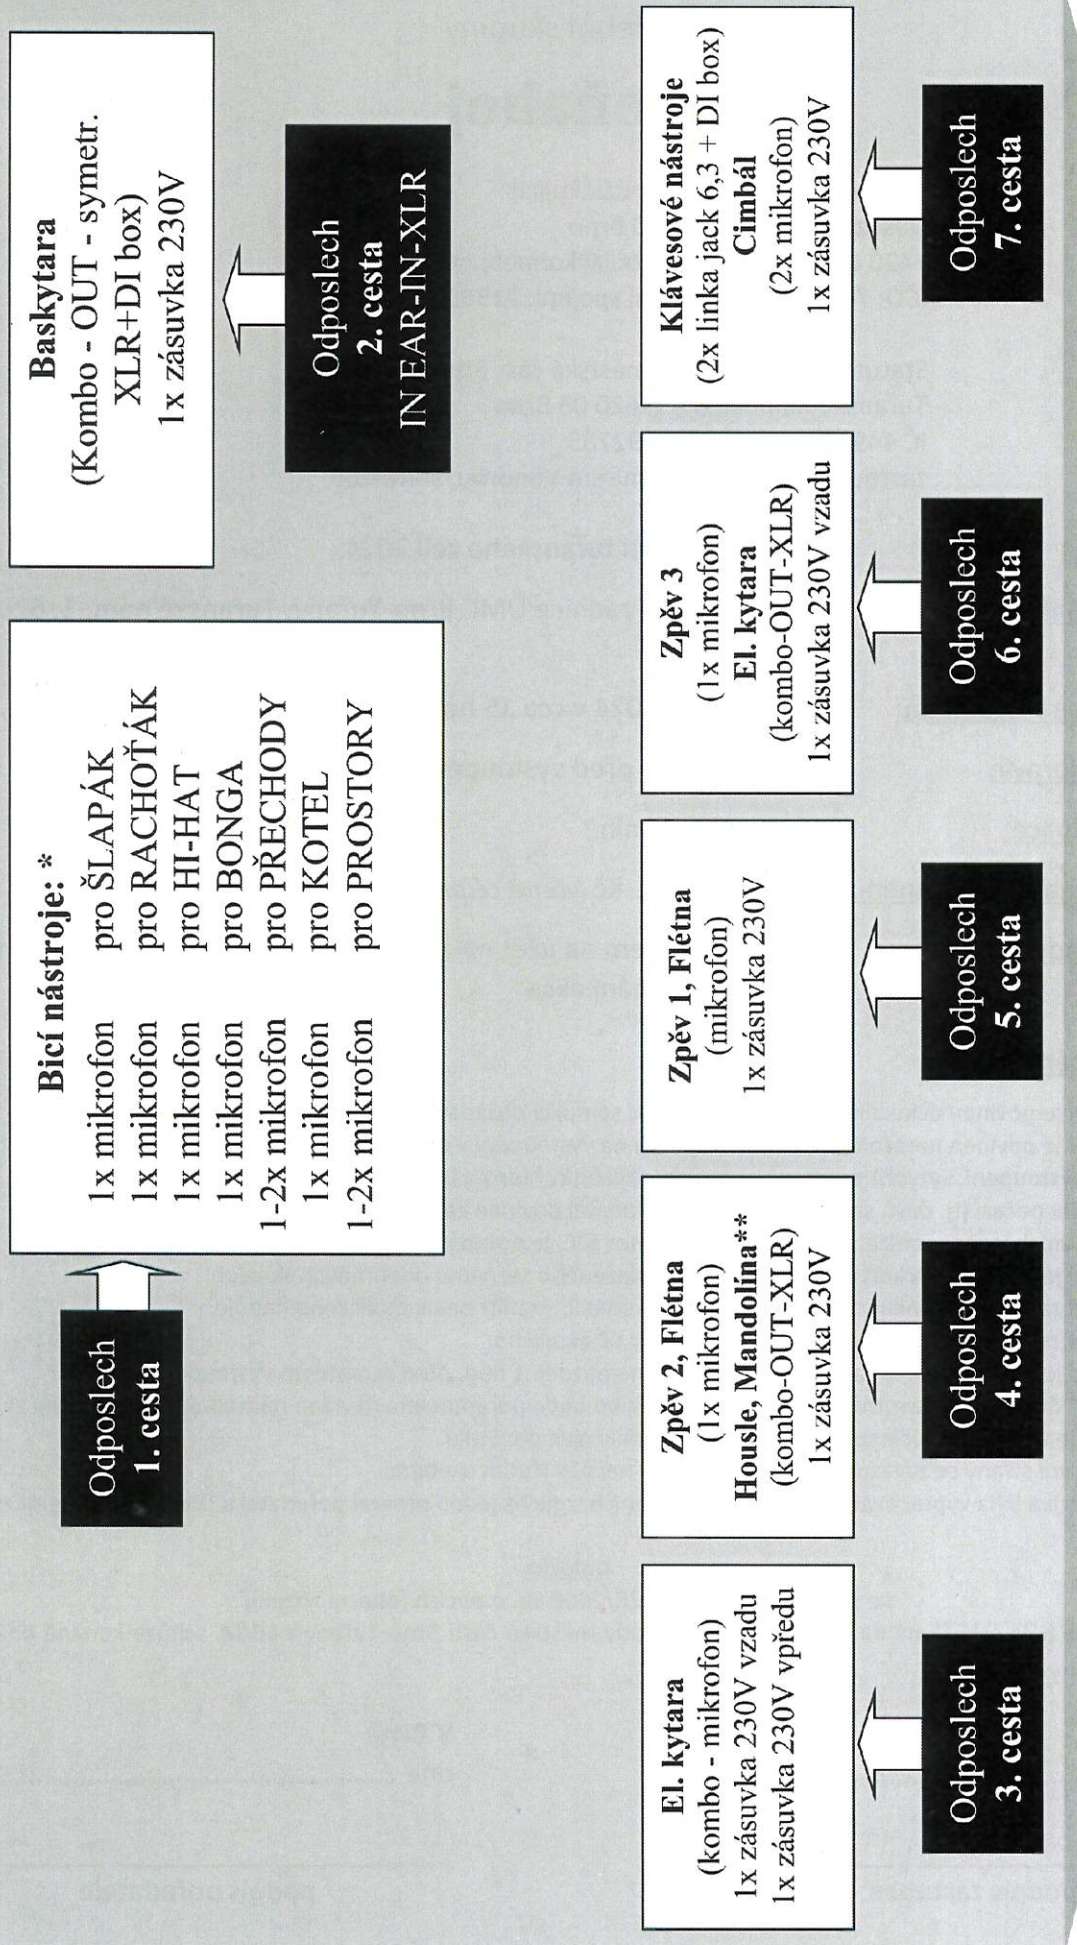 Odposlech
1. cesta
Bicí nástroje: *
1x mikrofon pro ŠLAPÁK
1x mikrofon pro RACHOŤÁK
1x mikrofon pro HI-HAT
1x mikrofon pro BONGA
1-2x mikrofon pro PŘECHODY
1x mikrofon pro KOTEL
1-2x mikrofon pro PROSTORY
Baskytara
(Kombo - OUT - symetr.
XLR+DI box)
1x zásuvka 230V
Odposlech
2. cesta
IN EAR-IN-XLR
El. kytara
(kombo - mikrofon)
1x zásuvka 230V vzadu
1x zásuvka 230V vpředu
Odposlech
3. cesta
Zpěv 2, Flétna
(1x mikrofon)
Housle, Mandolína**
(kombo-OUT-XLR)
1x zásuvka 230V
Odposlech
4. cesta
Zpěv 1, Flétna
(mikrofon)
1x zásuvka 230V
Odposlech
5. cesta
Zpěv 3
(1x mikrofon)
El. kytara
(kombo-OUT-XLR)
1x zásuvka 230V vzadu
Odposlech
6. cesta
Klávesové nástroje
(2x linka jack 6,3 + DI box)
Cimbál
(2x mikrofon)
1x zásuvka 230V
Odposlech
7. cesta